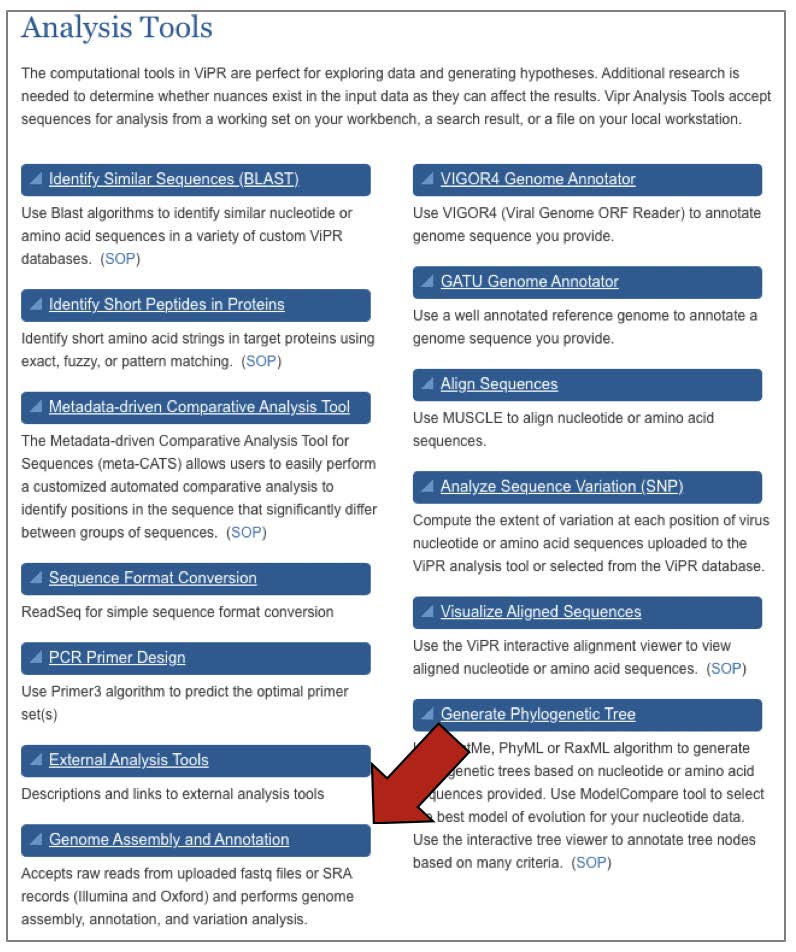 Analysis Tools
The computational tools in ViPR are perfect for exploring data and generating hypotheses. Additional research is
needed to determine whether nuances exist in the input data as they can affect the results. Vipr Analysis Tools accept
sequences for analysis from a working set on your workbench, a search result, or a file on your local workstation.
Identify Similar Sequences (BLAST)
Use Blast algorithms to identify similar nucleotide or
amino acid sequences in a variety of custom ViPR
databases. (SOP)
Identify Short Peptides in Proteins
Identify short amino acid strings in target proteins using
exact, fuzzy, or pattern matching. (SOP)
Metadata-driven Comparative Analysis Tool
The Metadata-driven Comparative Analysis Tool for
Sequences (meta-CATS) allows users to easily perform
a customized automated comparative analysis to
identify positions in the sequence that significantly differ
between groups of sequences. (SOP)
Sequence Format Conversion
ReadSeq for simple sequence format conversion
PCR Primer Design
Use Primer3 algorithm to predict the optimal primer
set(s)
External Analysis Tools
Descriptions and links to external analysis tools
Genome Assembly and Annotation
Accepts raw reads from uploaded fastq files or SRA
records (Illumina and Oxford) and performs genome
assembly, annotation, and variation analysis.
VIGOR4 Genome Annotator
Use VIGOR4 (Viral Genome ORF Reader) to annotate
genome sequence you provide.
GATU Genome Annotator
Use a well annotated reference genome to annotate a
genome sequence you provide.
Align Sequences
Use MUSCLE to align nucleotide or amino acid
sequences.
Analyze Sequence Variation (SNP)
Compute the extent of variation at each position of virus
nucleotide or amino acid sequences uploaded to the
ViPR analysis tool or selected from the ViPR database.
Visualize Aligned Sequences
Use the ViPR interactive alignment viewer to view
aligned nucleotide or amino acid sequences. (SOP)
Generate Phylogenetic Tree
PhyML or RaxML algorithm to generate
trees based on nucleotide or amino acid
provided. Use ModelCompare tool to select
best model of evolution for your nucleotide data.
Use the interactive tree viewer to annotate tree nodes
based on many criteria. (SOP)